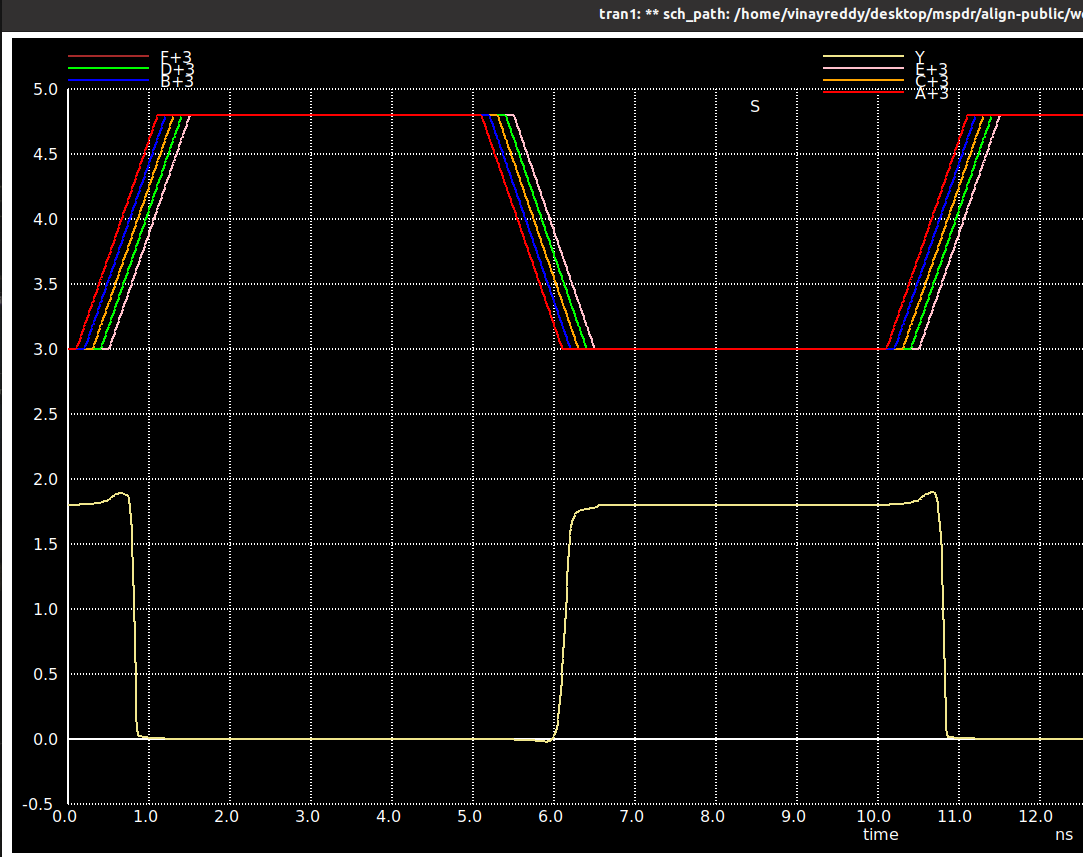 tran1: ** sch_path: /home/vinayreddy/desktop/mspdr/align-public/w
F+3
D+3
B+3
Y
E+3
C+3
A+3
S
5.0
4.5
4.0
3.5
3.0
2.5
2.0
1.5
1.0
0.5
0.0
-0.5
0.0 1.0 2.0 3.0 4.0 5.0 6.0 7.0 8.0 9.0 10.0 11.0 12.0
time ns